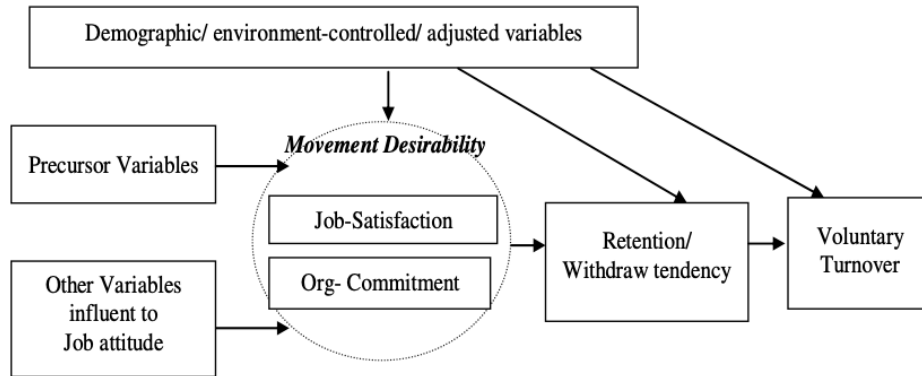 Demographic/ environment-controlled/ adjusted variables
Movement Desirability
Precursor Variables
Job-Satisfaction
Org- Commitment
Other Variables
influent to
Job attitude
Retention/
Withdraw tendency
Voluntary
Turnover